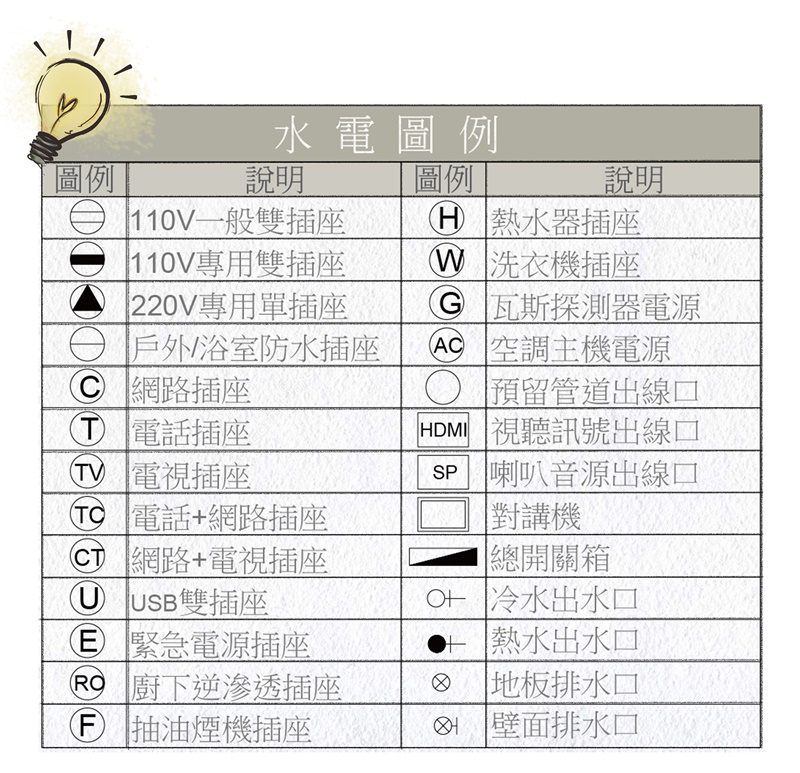 水電圖例
圖例 說明 圖例 說明
110V一般雙插座 H 熱水器插座
110V專用雙插座 W 洗衣機插座
220V專用單插座 G 瓦斯探測器電源
戶外/浴室防水插座 AC 空調主機電源
C 網路插座 預留管道出線口
T 電話插座 HDMI 視聽訊號出線口
TV 電視插座 SP 喇叭音源出線口
TC 電話+網路插座 對講機
CT 網路+電視插座 總開關箱
U USB雙插座 冷水出水口
E 緊急電源插座 熱水出水口
RO 廚下逆滲透插座 地板排水口
F 抽油煙機插座 壁面排水口